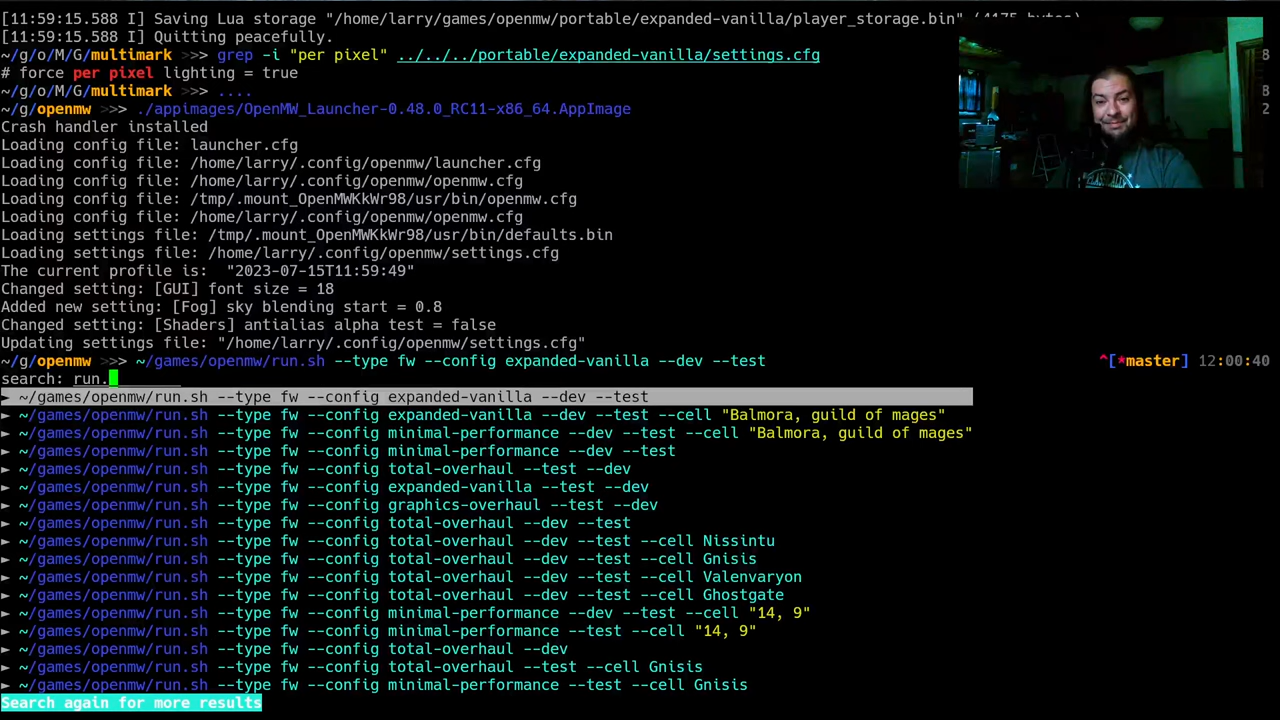 [11:59:15.588 I] Saving Lua storage "/home/larry/games/openmw/portable/expanded-vanilla/player_storage.bin" (4175 bytes)
[11:59:15.588 I] Quitting peacefully.
~/g/o/M/G/multimark >>> grep -i "per pixel" ../../../portable/expanded-vanilla/settings.cfg
# force per pixel lighting = true
~/g/o/M/G/multimark >>> ....
~/g/openmw >>> ./appimages/OpenMW_Launcher-0.48.0_RC11-x86_64.AppImage
Crash handler installed
Loading config file: launcher.cfg
Loading config file: /home/larry/.config/openmw/launcher.cfg
Loading config file: /home/larry/.config/openmw/openmw.cfg
Loading config file: /tmp/.mount_OpenMWKkWr98/usr/bin/openmw.cfg
Loading config file: /home/larry/.config/openmw/openmw.cfg
Loading settings file: /tmp/.mount_OpenMWKkWr98/usr/bin/defaults.bin
Loading settings file: /home/larry/.config/openmw/settings.cfg
The current profile is:  "2023-07-15T11:59:49"
Changed setting: [GUI] font size = 18
Added new setting: [Fog] sky blending start = 0.8
Changed setting: [Shaders] antialias alpha test = false
Updating settings file: "/home/larry/.config/openmw/settings.cfg"
~/g/openmw >>> ~/games/openmw/run.sh --type fw --config expanded-vanilla --dev --test ^[*master] 12:00:40
search: run.
► ~/games/openmw/run.sh --type fw --config expanded-vanilla --dev --test
► ~/games/openmw/run.sh --type fw --config expanded-vanilla --dev --test --cell "Balmora, guild of mages"
► ~/games/openmw/run.sh --type fw --config minimal-performance --dev --test --cell "Balmora, guild of mages"
► ~/games/openmw/run.sh --type fw --config minimal-performance --dev --test
► ~/games/openmw/run.sh --type fw --config total-overhaul --test --dev
► ~/games/openmw/run.sh --type fw --config expanded-vanilla --test --dev
► ~/games/openmw/run.sh --type fw --config graphics-overhaul --test --dev
► ~/games/openmw/run.sh --type fw --config total-overhaul --dev --test
► ~/games/openmw/run.sh --type fw --config total-overhaul --dev --test --cell Nissintu
► ~/games/openmw/run.sh --type fw --config total-overhaul --dev --test --cell Gnisis
► ~/games/openmw/run.sh --type fw --config total-overhaul --dev --test --cell Valenvaryon
► ~/games/openmw/run.sh --type fw --config total-overhaul --dev --test --cell Ghostgate
► ~/games/openmw/run.sh --type fw --config minimal-performance --dev --test --cell "14, 9"
► ~/games/openmw/run.sh --type fw --config minimal-performance --test --cell "14, 9"
► ~/games/openmw/run.sh --type fw --config total-overhaul --dev
► ~/games/openmw/run.sh --type fw --config total-overhaul --test --cell Gnisis
► ~/games/openmw/run.sh --type fw --config minimal-performance --test --cell Gnisis
Search again for more results